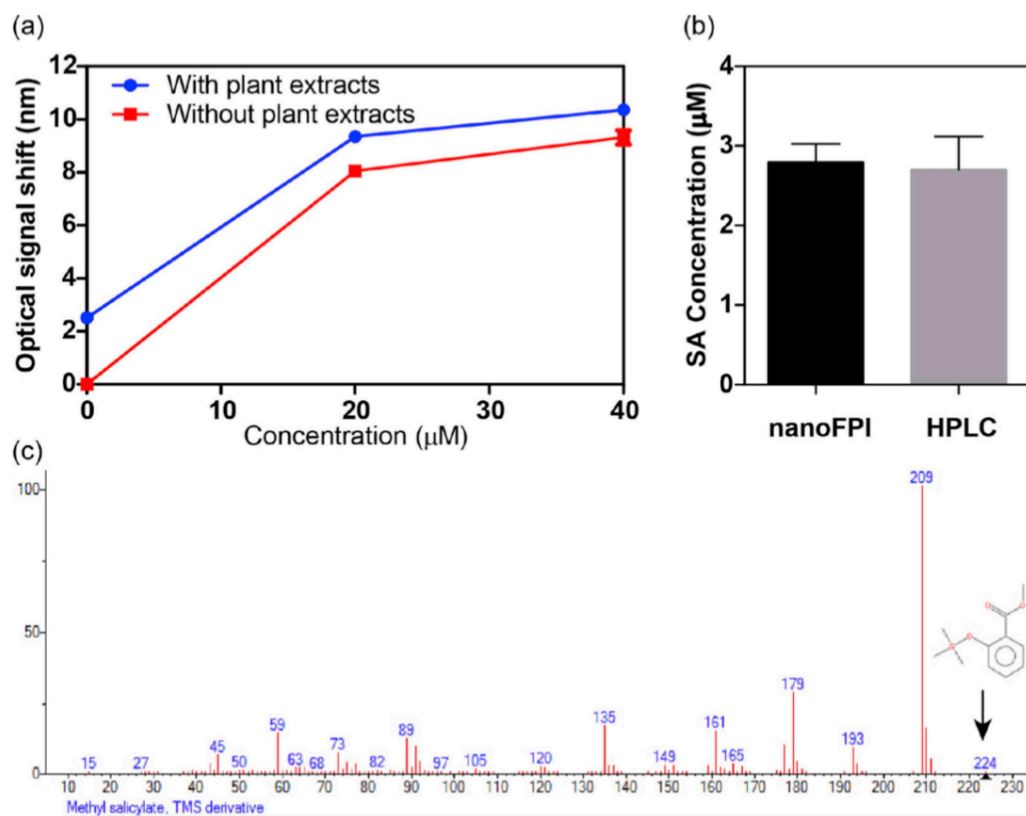 (a)
Optical signal shift (nm)
12
10
8
6
4
2
0
With plant extracts
Without plant extracts
0 10 20 30 40
Concentration (μM)
(b)
SA Concentration (μM)
4
3
2
1
0
nanoFPI HPLC
(c)
100
50
0
15 27 45 50 59 63 68 73 82 89 97 105 120 135 149 161 165 179 193 209 224
O
O
O
Si
10 20 30 40 50 60 70 80 90 100 110 120 130 140 150 160 170 180 190 200 210 220 230
Methyl salicylate, TMS derivative